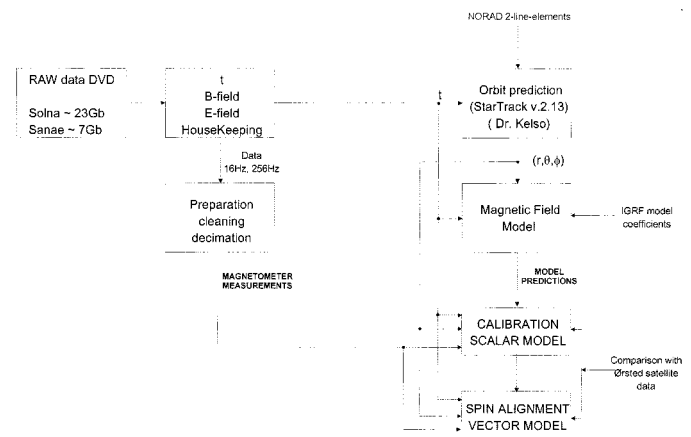 NORAD 2-line-elements
RAW data DVD
Solna ~ 23Gb
Sanae ~ 7Gb
t
B-field
E-field
HouseKeeping
t
Orbit prediction
(StarTrack v.2.13)
( Dr. Kelso)
Data
16Hz, 256Hz
(r,θ,ϕ)
Preparation
cleaning
decimation
Magnetic Field
Model
IGRF model
coefficients
MAGNETOMETER
MEASUREMENTS
MODEL
PREDICTIONS
CALIBRATION
SCALAR MODEL
Comparison with
Ørsted satellite
data
SPIN ALIGNMENT
VECTOR MODEL